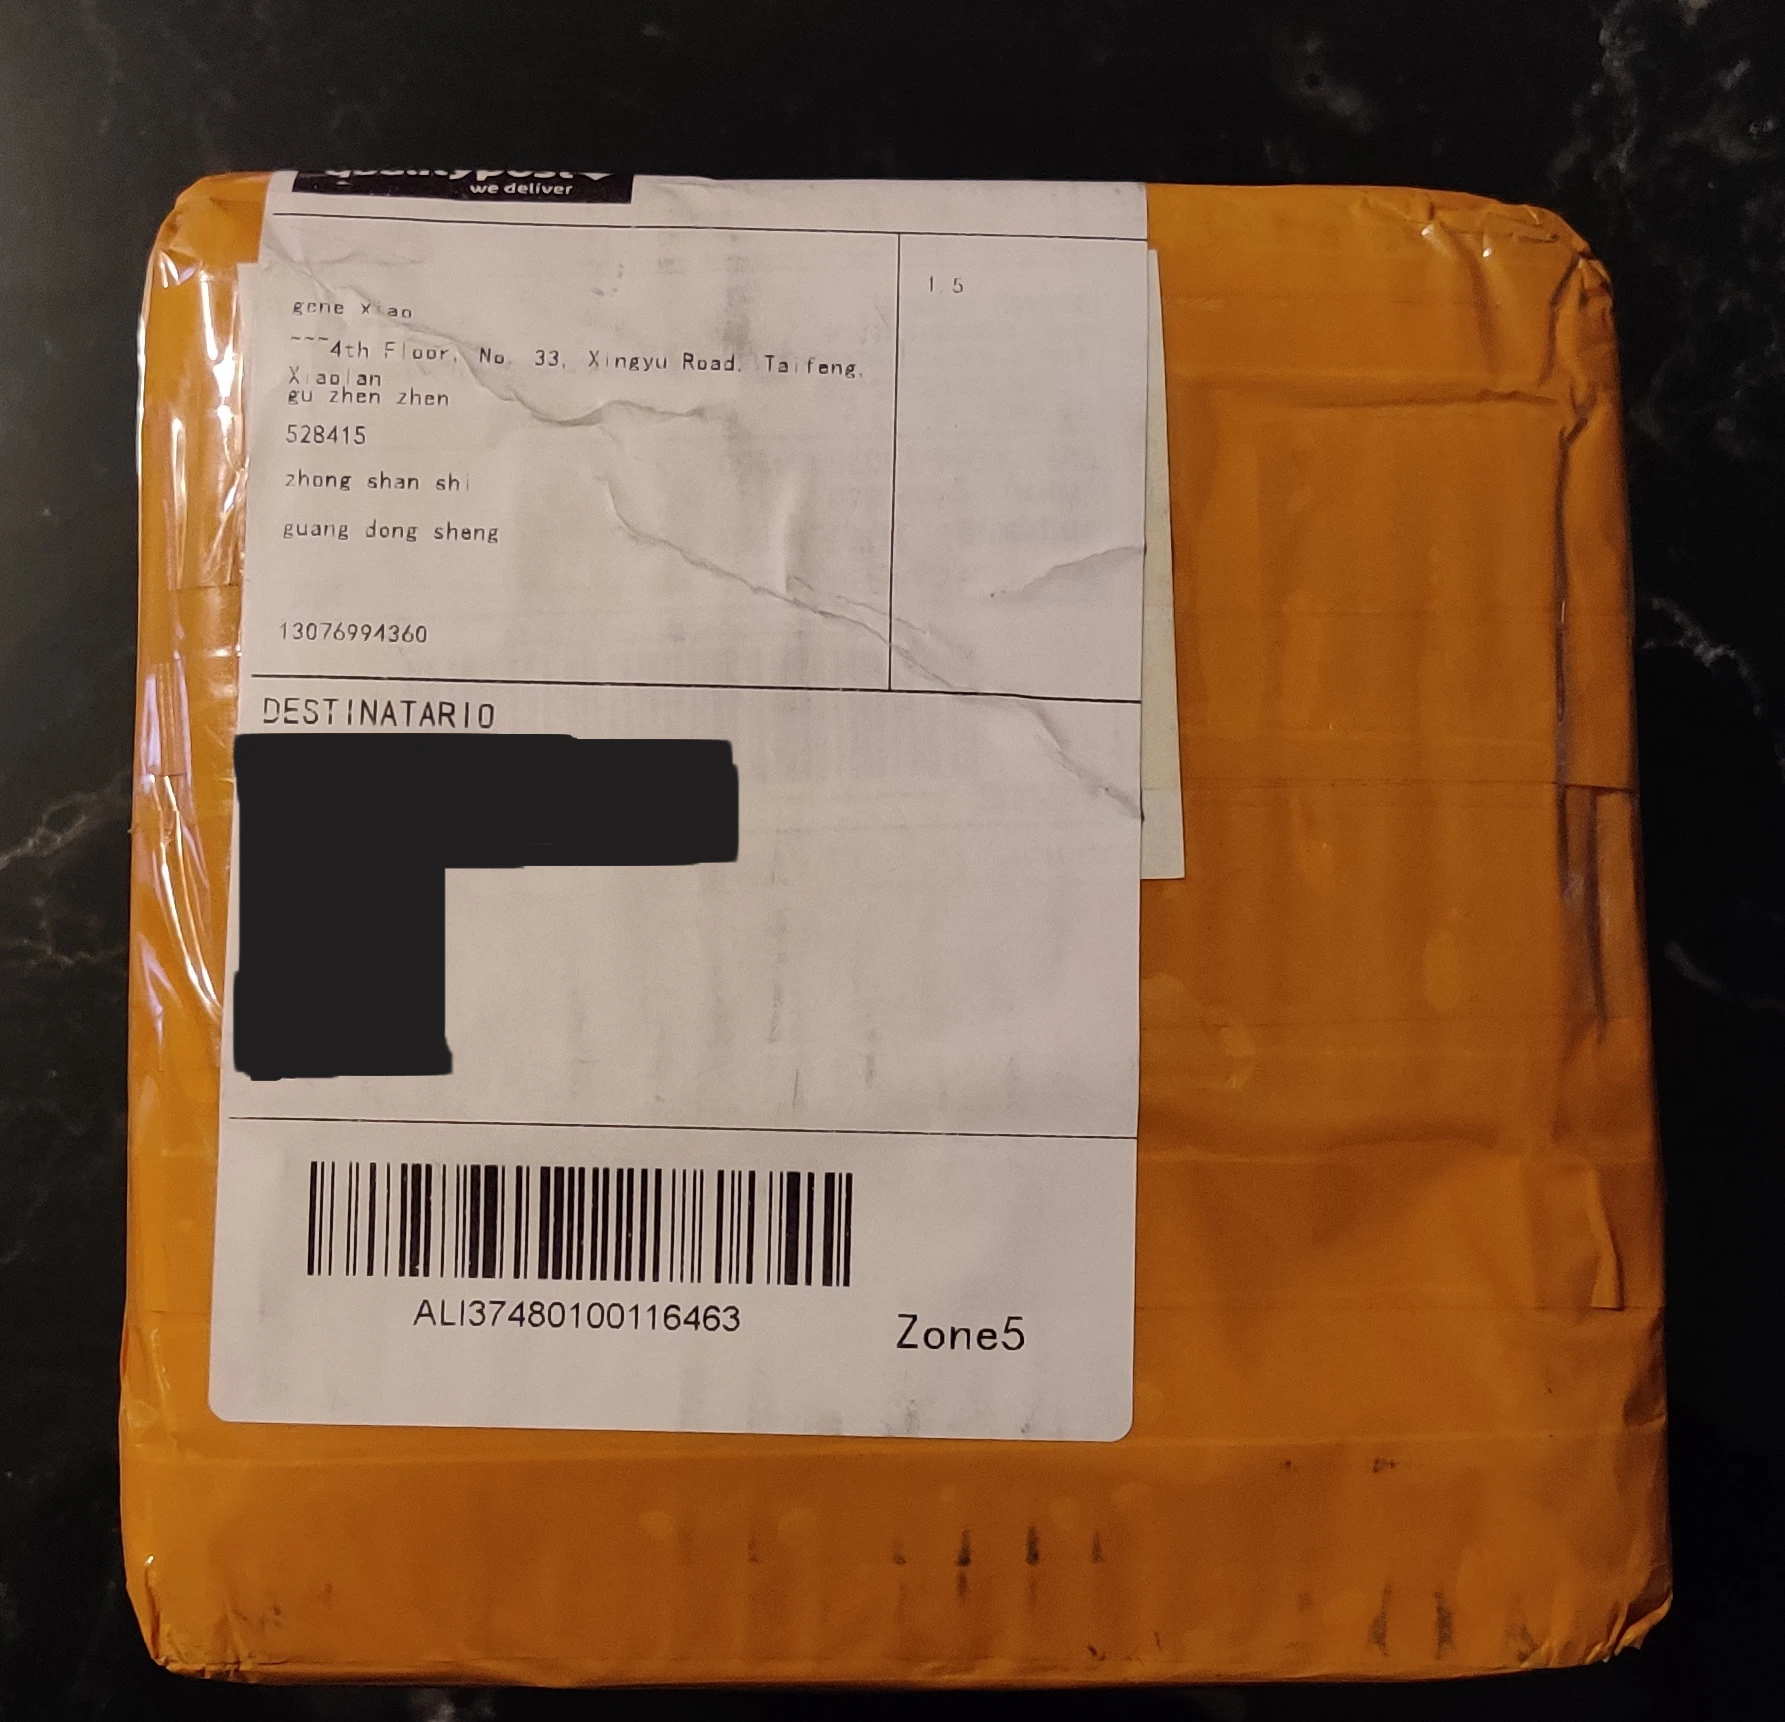 qualitypost
we deliver
1.5
gene xiao
~~~4th Floor, No. 33, Xingyu Road, Taifeng,
Xiaolan
gu zhen zhen
528415
zhong shan shi
guang dong sheng
13076994360
DESTINATARIO
ALI37480100116463
Zone5